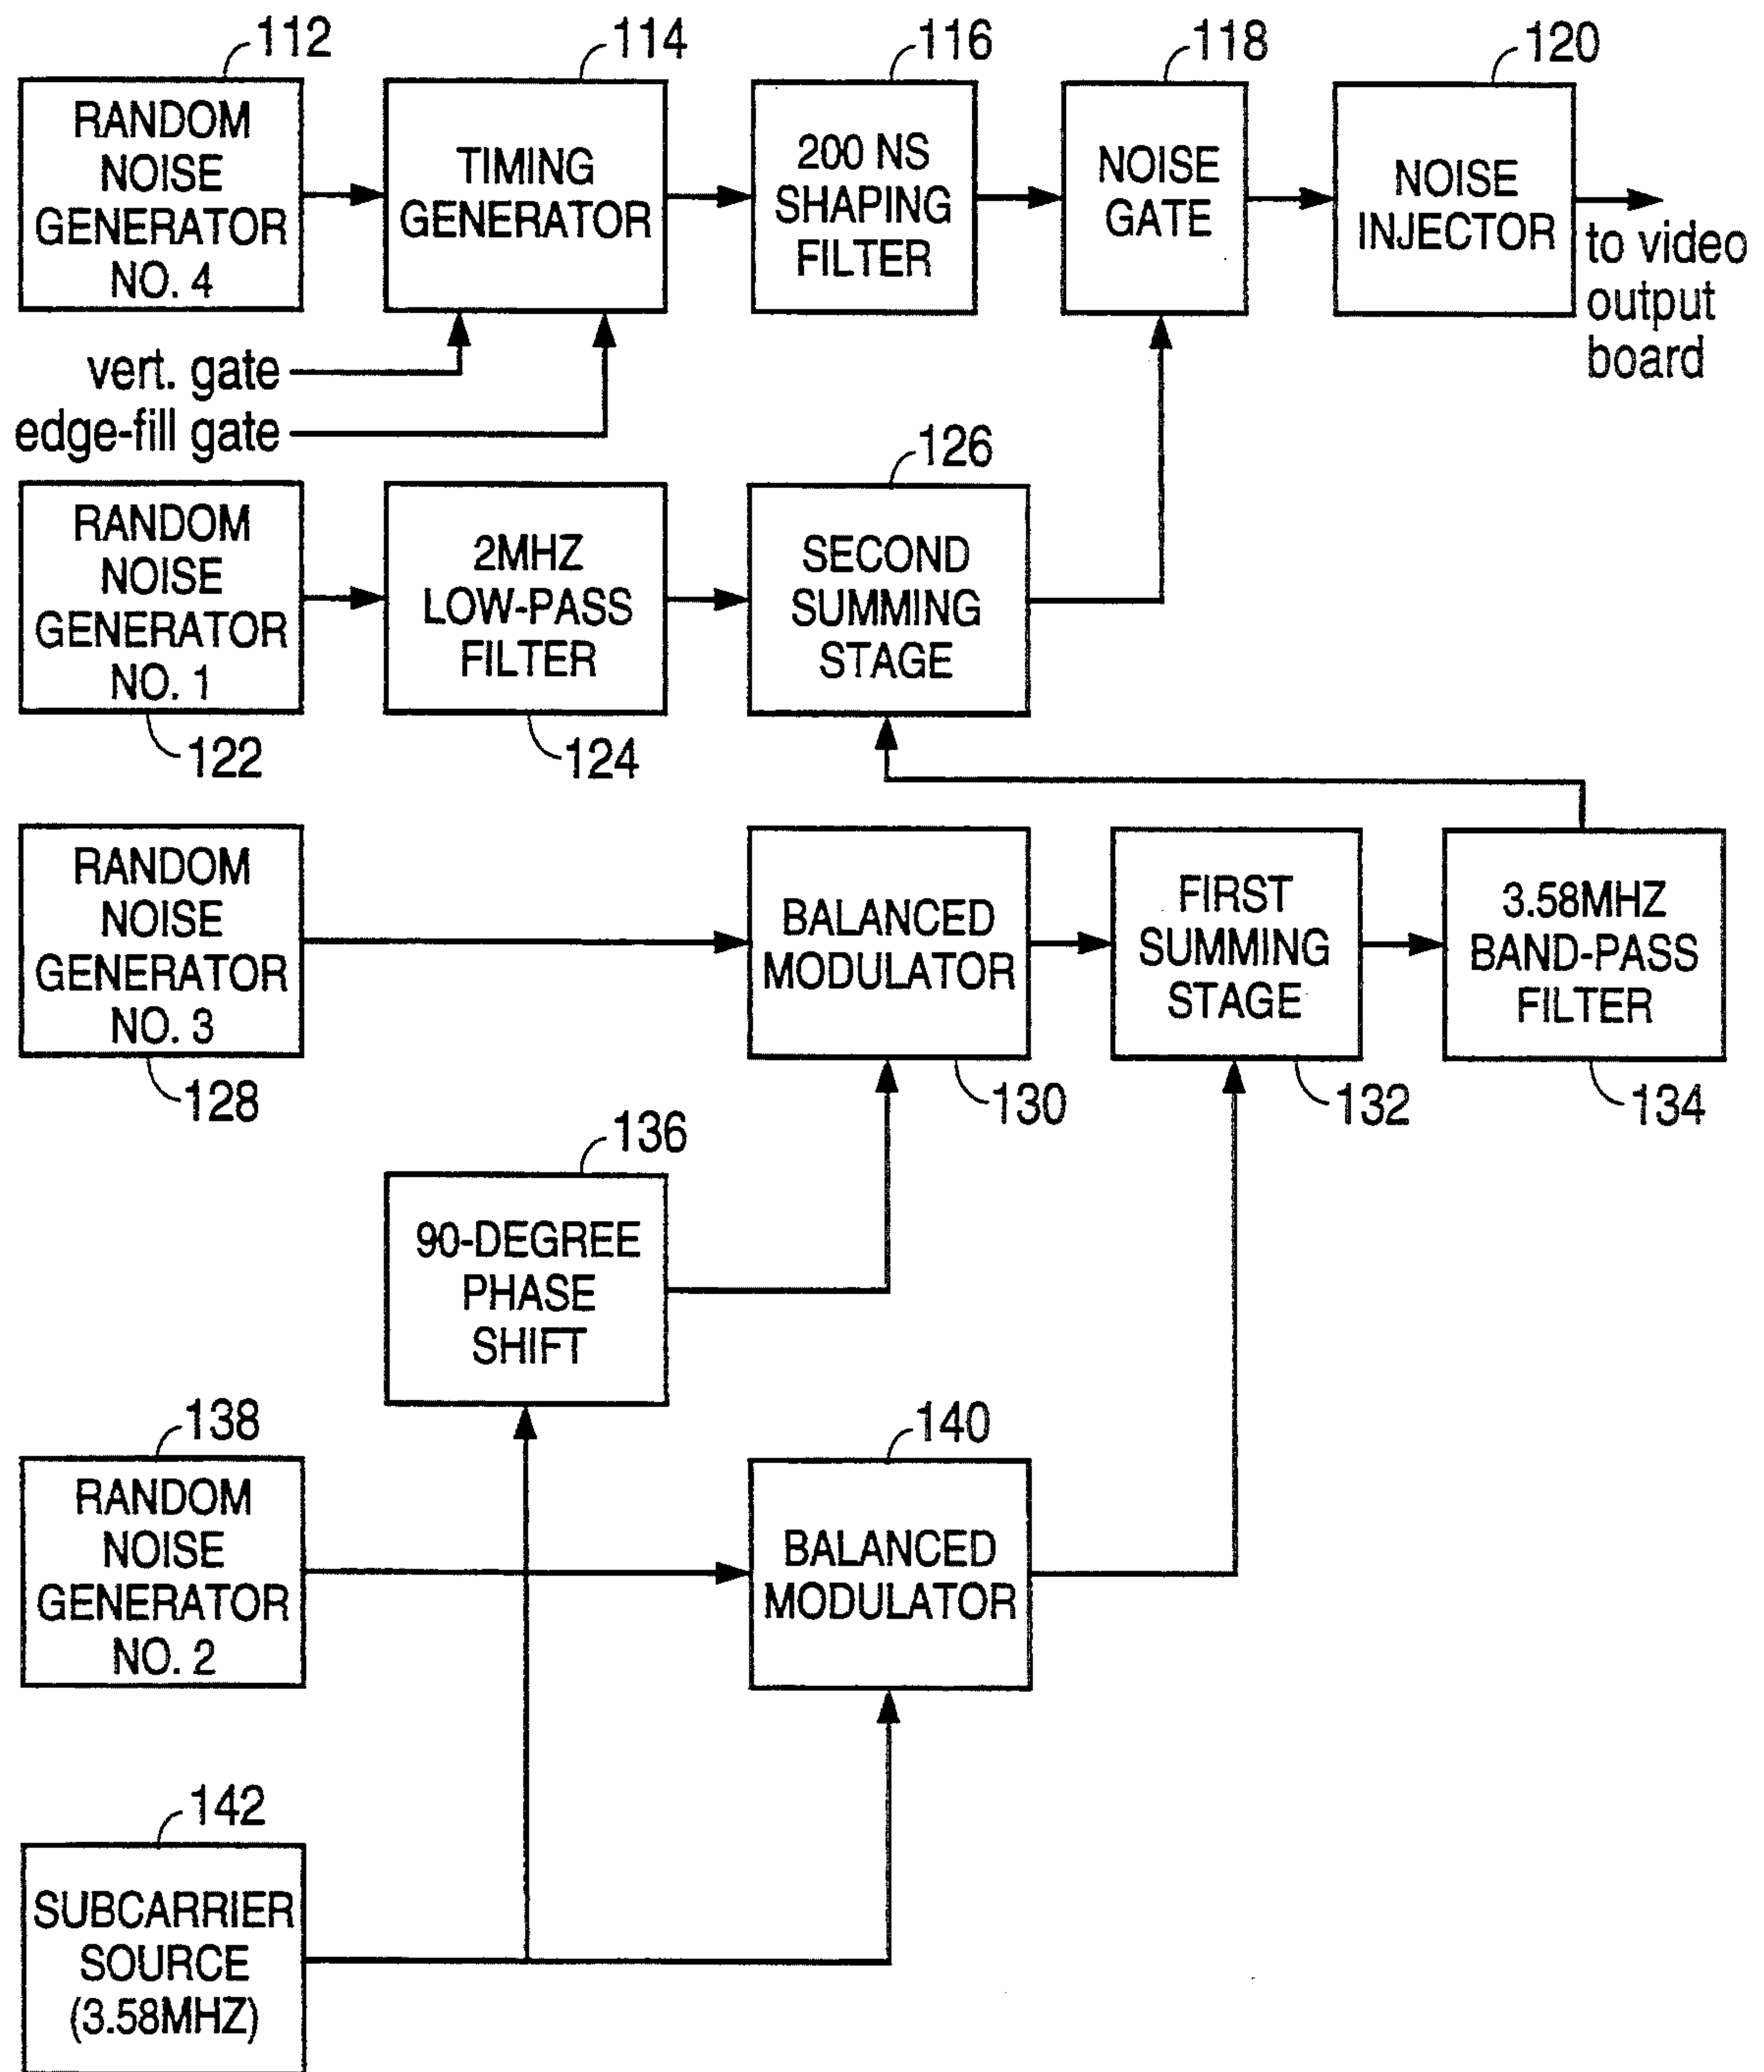 112
114
116
118
120
RANDOM
NOISE
GENERATOR
NO. 4
TIMING
GENERATOR
200 NS
SHAPING
FILTER
NOISE
GATE
NOISE
INJECTOR
to video
output
board
vert. gate
edge-fill gate
126
RANDOM
NOISE
GENERATOR
NO. 1
2MHZ
LOW-PASS
FILTER
SECOND
SUMMING
STAGE
122
124
RANDOM
NOISE
GENERATOR
NO. 3
BALANCED
MODULATOR
FIRST
SUMMING
STAGE
3.58MHZ
BAND-PASS
FILTER
128
130
132
134
136
90-DEGREE
PHASE
SHIFT
138
140
RANDOM
NOISE
GENERATOR
NO. 2
BALANCED
MODULATOR
142
SUBCARRIER
SOURCE
(3.58MHZ)